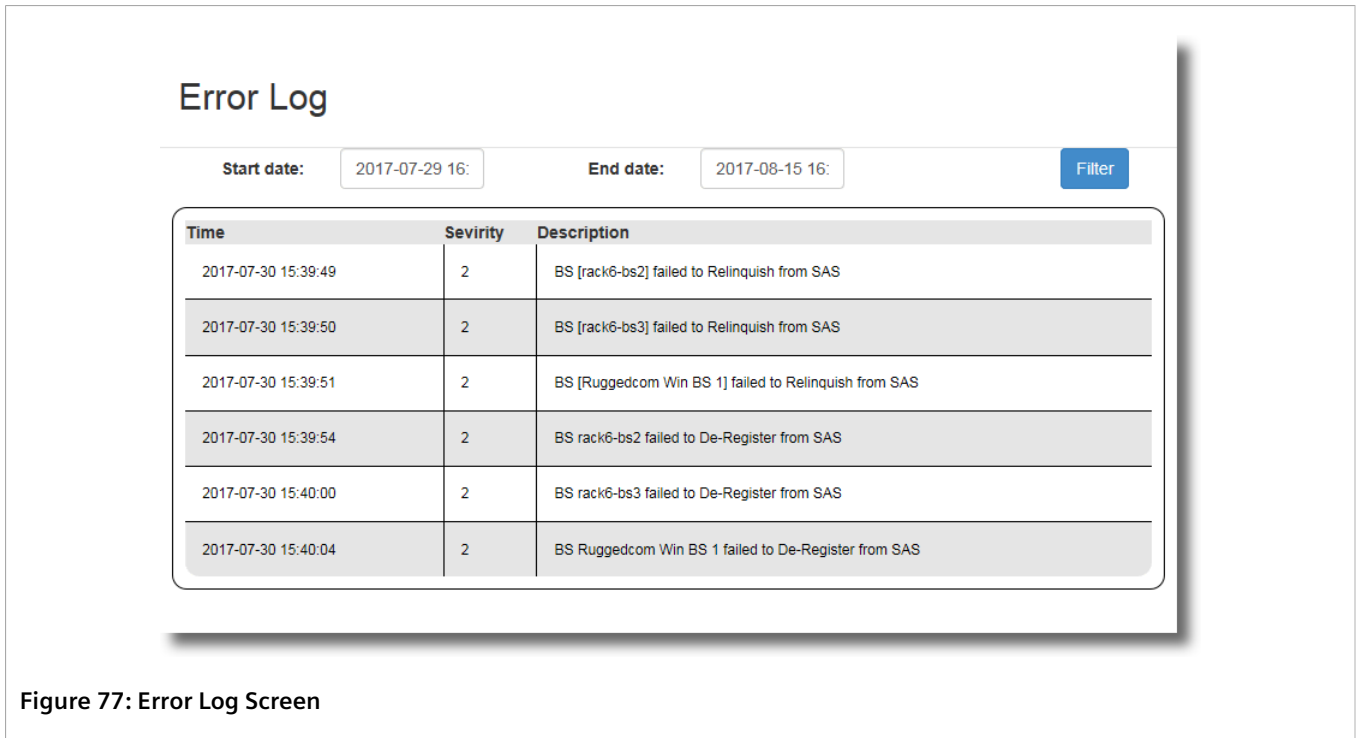 Error Log
Start date: 2017-07-29 16: End date: 2017-08-15 16: Filter
Time Sevirity Description
2017-07-30 15:39:49 2 BS [rack6-bs2] failed to Relinquish from SAS
2017-07-30 15:39:50 2 BS [rack6-bs3] failed to Relinquish from SAS
2017-07-30 15:39:51 2 BS [Ruggedcom Win BS 1] failed to Relinquish from SAS
2017-07-30 15:39:54 2 BS rack6-bs2 failed to De-Register from SAS
2017-07-30 15:40:00 2 BS rack6-bs3 failed to De-Register from SAS
2017-07-30 15:40:04 2 BS Ruggedcom Win BS 1 failed to De-Register from SAS
Figure 77: Error Log Screen